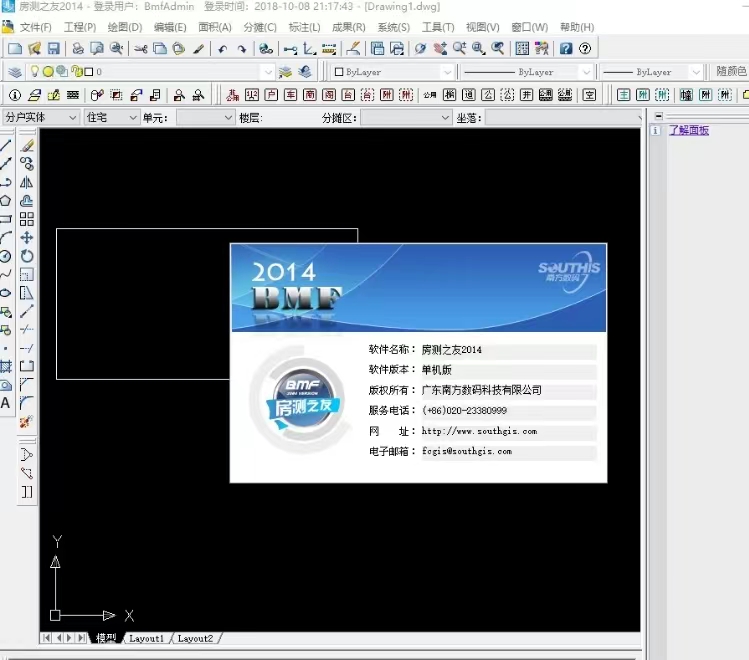 房测之友2014 - 登录用户: BmfAdmin 登录时间: 2018-10-08 21:17:43 - [Drawing1.dwg]
文件(F) 工程(P) 绘图(D) 编辑(E) 面积(A) 分摊(C) 标注(L) 成果(R) 系统(S) 工具(T) 视图(V) 窗口(W) 帮助(H)
0 ByLayer ByLayer ByLayer 随颜色
分户实体 住宅 单元: 楼层: 分摊区: 坐落:
了解面板
2014
BMF
SOUTHGIS
南方数码
BMF
房测之友
软件名称: 房测之友2014
软件版本: 单机版
版权所有: 广东南方数码科技有限公司
服务电话: (+86)020-23380999
网 址: http://www.southgis.com
电子邮箱: fcgis@southgis.com
Y
X
模型 Layout1 Layout2